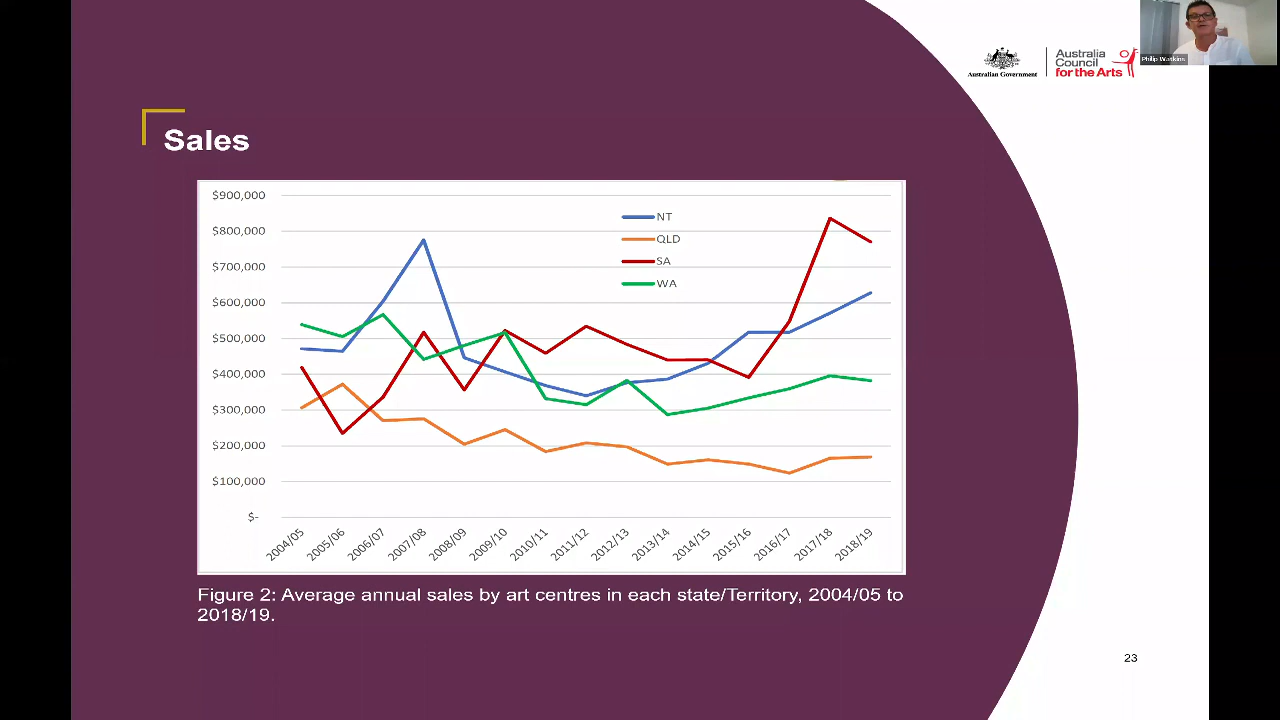 Australian Government
Australia
Council
for the Arts
Philip Watkins
Sales
$900,000
$800,000
$700,000
$600,000
$500,000
$400,000
$300,000
$200,000
$100,000
$-
NT
QLD
SA
WA
2004/05
2005/06
2006/07
2007/08
2008/09
2009/10
2010/11
2011/12
2012/13
2013/14
2014/15
2015/16
2016/17
2017/18
2018/19
Figure 2: Average annual sales by art centres in each state/Territory, 2004/05 to
2018/19.
23